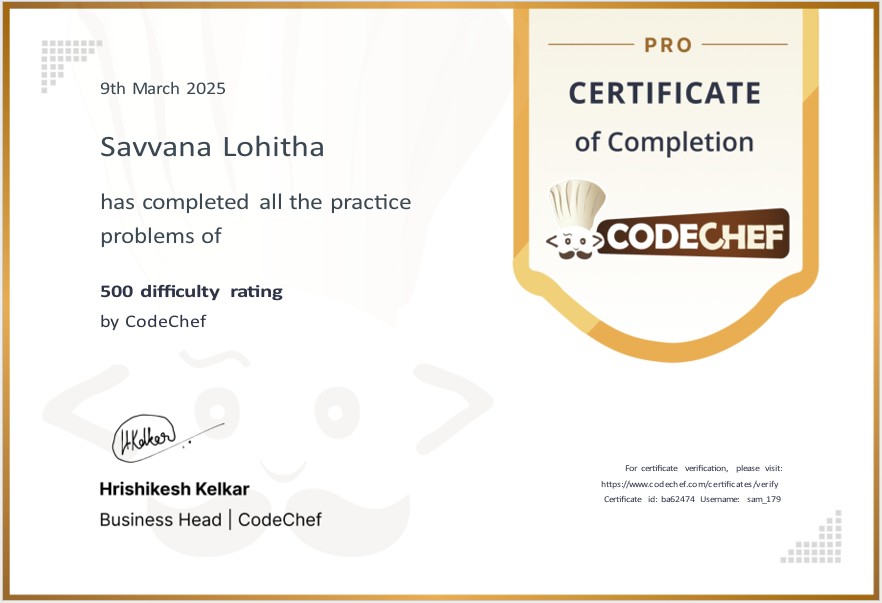 9th March 2025
Savvana Lohitha
has completed all the practice
problems of
500 difficulty rating
by CodeChef
H.Kelkar
Hrishikesh Kelkar
Business Head | CodeChef
PRO
CERTIFICATE
of Completion
CODECHEF
For certificate verification, please visit:
https://www.codechef.com/certificates/verify
Certificate id: ba62474 Username: sam_179